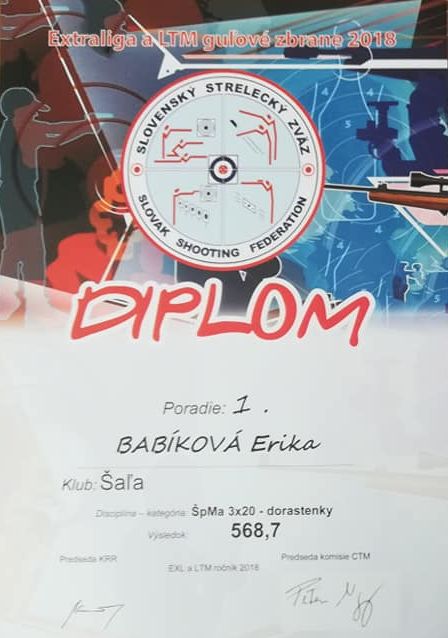 Extraliga a LTM guľové zbrane 2018
SLOVENSKÝ STRELECKÝ ZVÄZ
SLOVAK SHOOTING FEDERATION
DIPLOM
Poradie: 1.
BABÍKOVÁ Erika
Klub: Šaľa
Disciplína – kategória: ŠpMa 3x20 - dorastenky
Výsledok: 568,7
Predseda KRR
Predseda komisie CTM
EXL a LTM ročník 2018